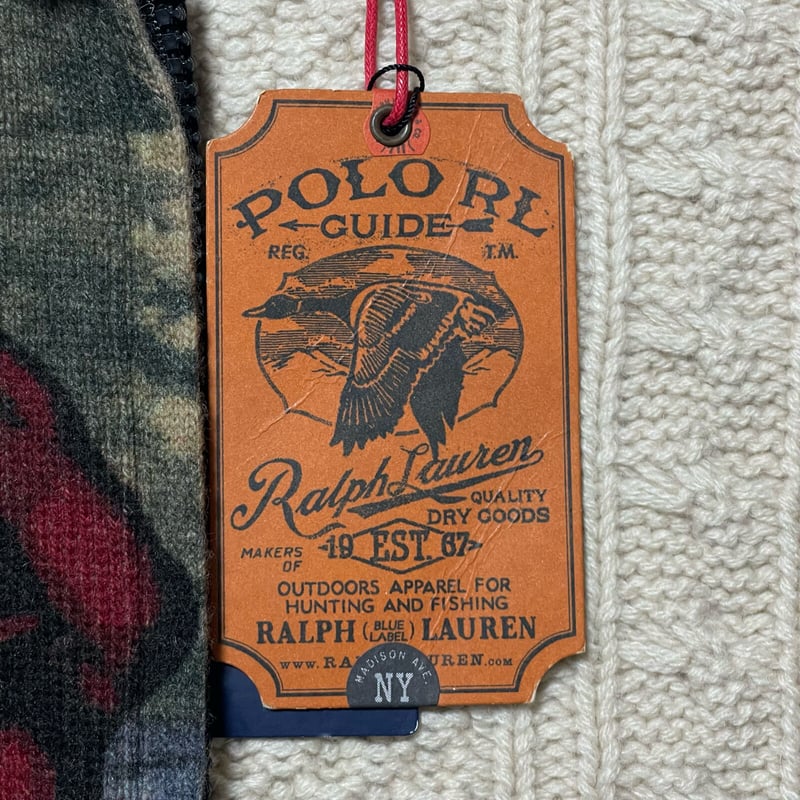 POLO RL
GUIDE
REG. T.M.
Ralph Lauren
QUALITY
DRY GOODS
MAKERS OF
19 EST. 67
OUTDOORS APPAREL FOR
HUNTING AND FISHING
RALPH (BLUE LABEL) LAUREN
MADISON AVE.
NY